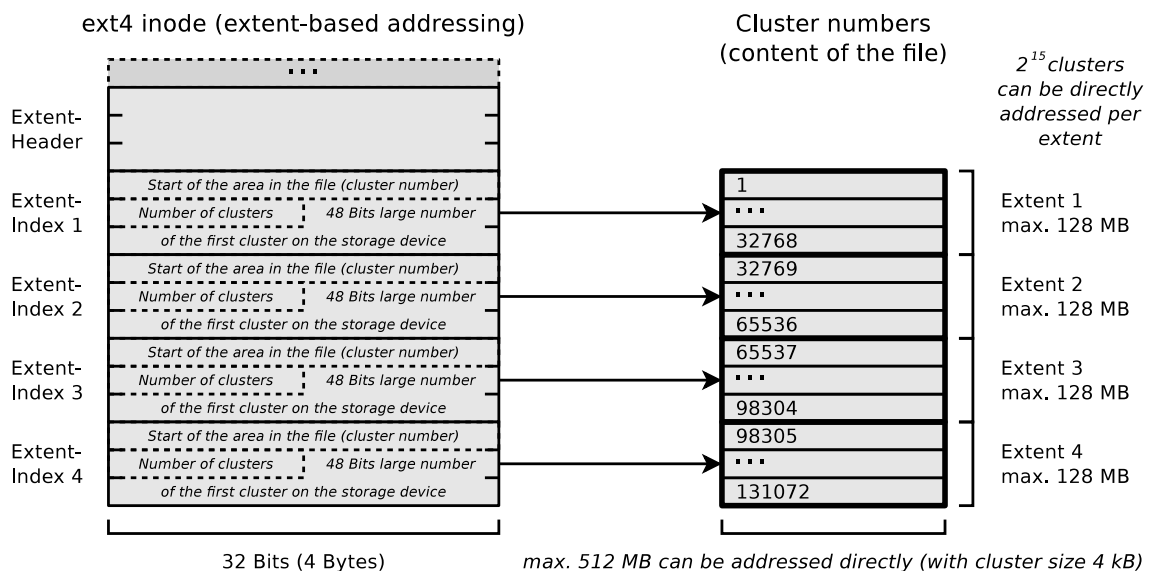 ext4 inode (extent-based addressing)
Cluster numbers
(content of the file)
2^15 clusters
can be directly
addressed per
extent
...
Extent-
Header
Extent-
Index 1
Start of the area in the file (cluster number)
Number of clusters
48 Bits large number
of the first cluster on the storage device
1
...
32768
Extent 1
max. 128 MB
Extent-
Index 2
Start of the area in the file (cluster number)
Number of clusters
48 Bits large number
of the first cluster on the storage device
32769
...
65536
Extent 2
max. 128 MB
Extent-
Index 3
Start of the area in the file (cluster number)
Number of clusters
48 Bits large number
of the first cluster on the storage device
65537
...
98304
Extent 3
max. 128 MB
Extent-
Index 4
Start of the area in the file (cluster number)
Number of clusters
48 Bits large number
of the first cluster on the storage device
98305
...
131072
Extent 4
max. 128 MB
32 Bits (4 Bytes)
max. 512 MB can be addressed directly (with cluster size 4 kB)